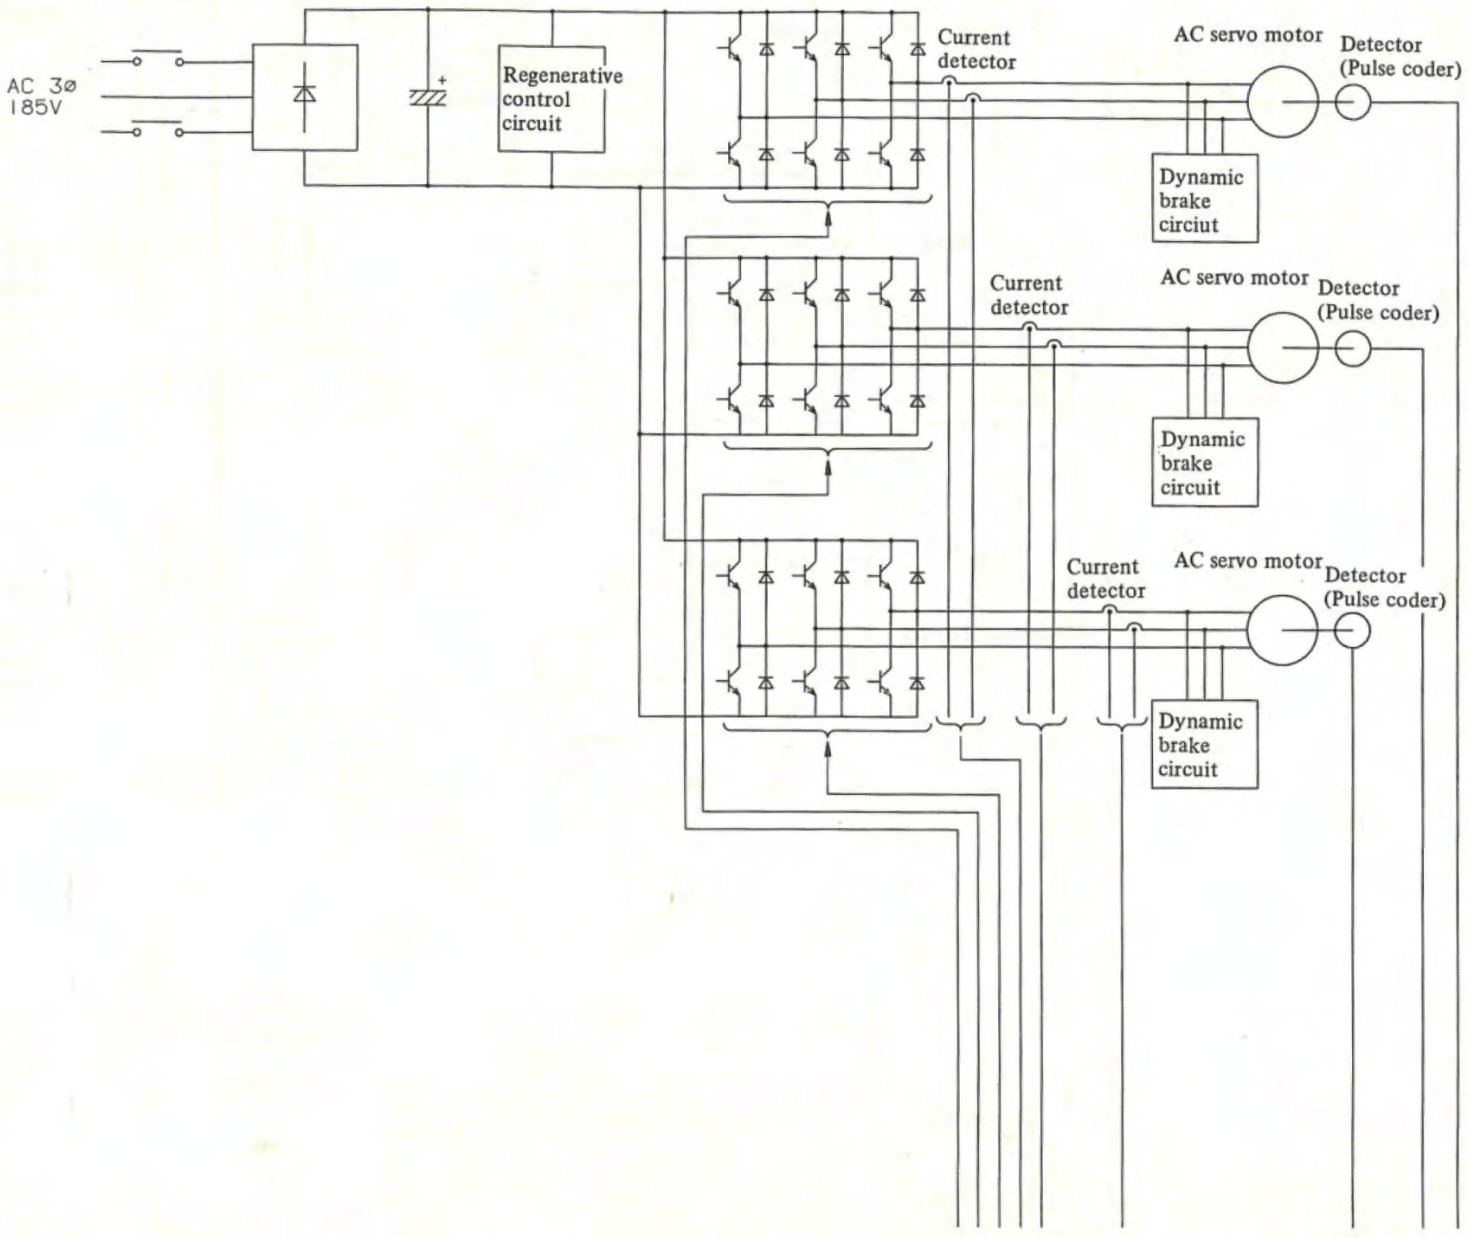 AC 3ø
185V
+
Regenerative
control
circuit
Current
detector
AC servo motor
Detector
(Pulse coder)
Dynamic
brake
circiut
Current
detector
AC servo motor
Detector
(Pulse coder)
Dynamic
brake
circuit
Current
detector
AC servo motor
Detector
(Pulse coder)
Dynamic
brake
circuit